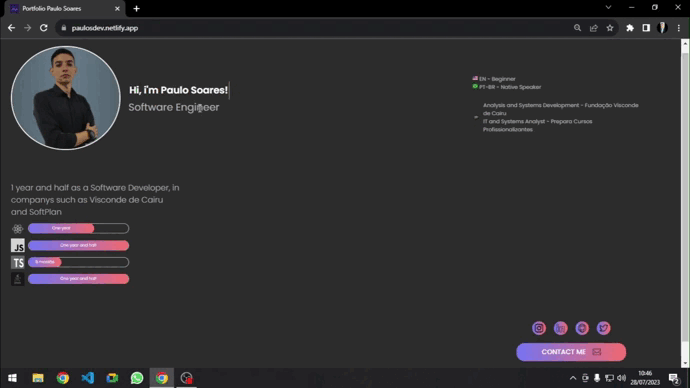 Portfolio Paulo Soares
paulosdev.netlify.app
Hi, i'm Paulo Soares!
Software Engineer
EN - Beginner
PT-BR - Native Speaker
Analysis and Systems Development - Fundação Visconde
de Cairu
IT and Systems Analyst - Prepara Cursos
Profissionalizantes
1 year and half as a Software Developer, in
companys such as Visconde de Cairu
and SoftPlan
One year
JS
One year and half
TS
6 months
One year and half
CONTACT ME
10:46
28/07/2023